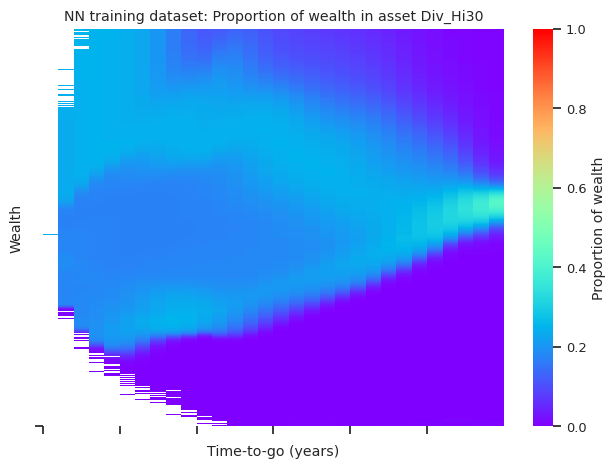 NN training dataset: Proportion of wealth in asset Div_Hi30
1.0
0.8
0.6
0.4
0.2
0.0
Proportion of wealth
Wealth
Time-to-go (years)